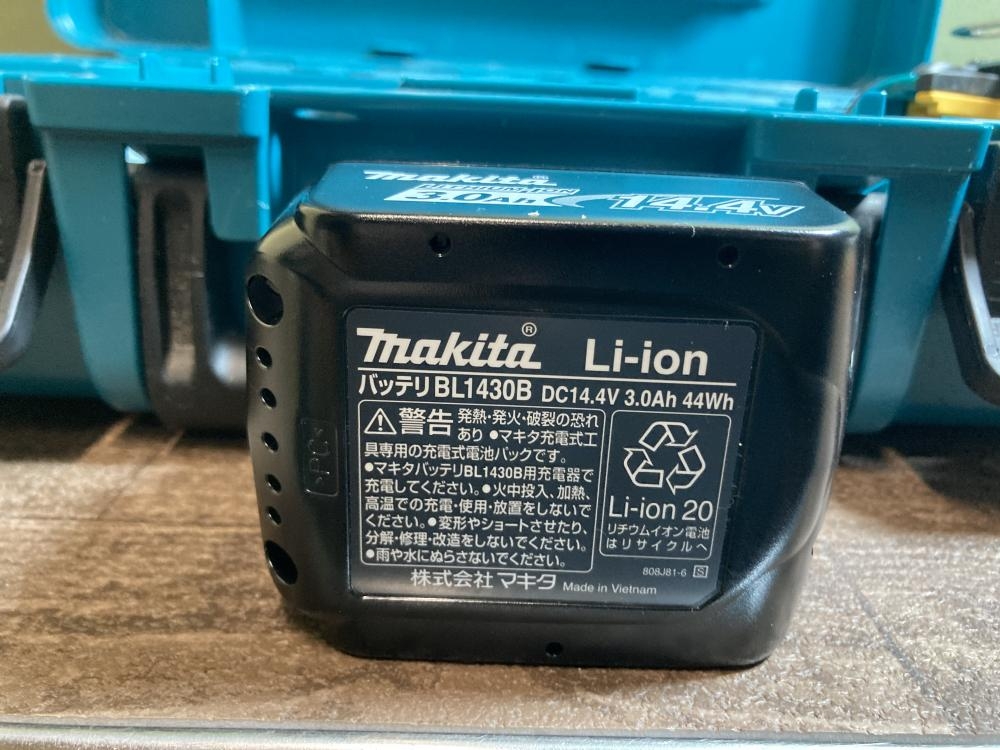 makita®
LITHIUM-ION
3.0Ah 14.4V
makita® Li-ion
バッテリBL1430B DC14.4V 3.0Ah 44Wh
⚠警告 発熱・発火・破裂の恐れ
あり ●マキタ充電式工
具専用の充電式電池パックです。
●マキタバッテリBL1430B用充電器で
充電してください。●火中投入、加熱、
高温での充電・使用・放置をしないで
ください。●変形やショートさせたり、
分解・修理・改造をしないでください。
●雨や水にぬらさないでください。
Li-ion 20
リチウムイオン電池
はリサイクルへ
808J81-6 S
株式会社 マキタ Made in Vietnam